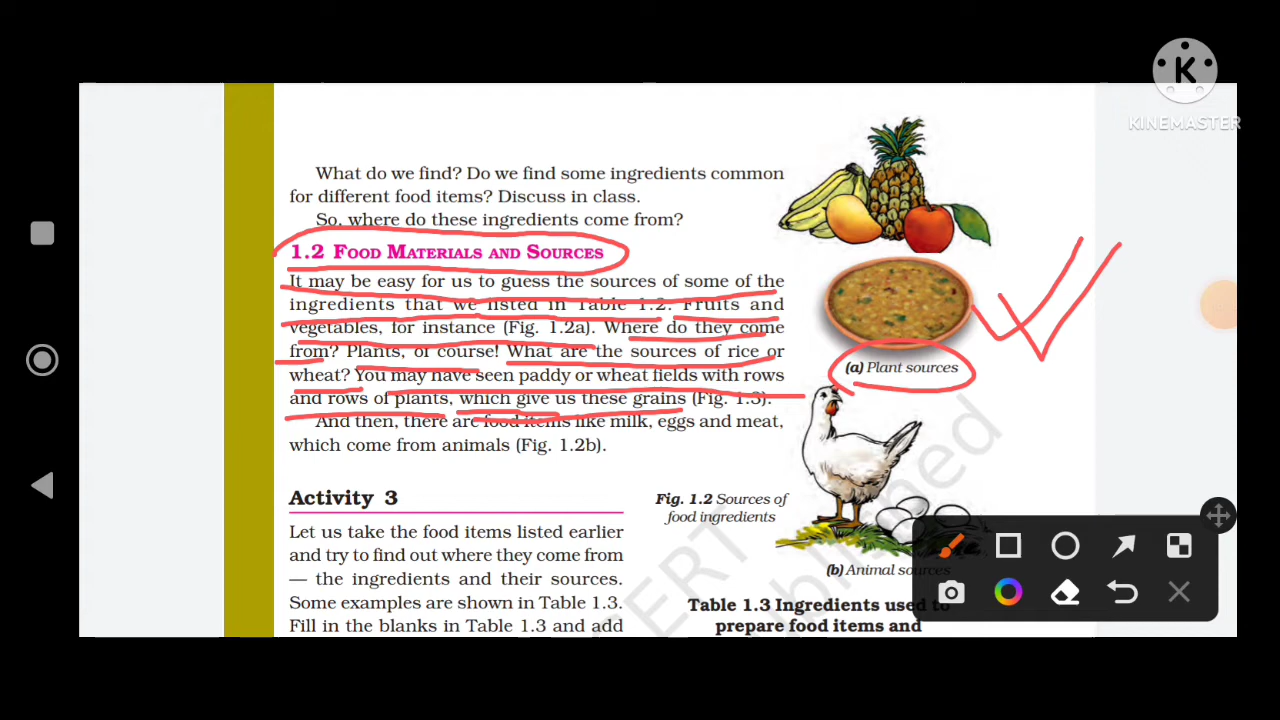 K
KINEMASTER
What do we find? Do we find some ingredients common
for different food items? Discuss in class.
So, where do these ingredients come from?
1.2 FOOD MATERIALS AND SOURCES
It may be easy for us to guess the sources of some of the
ingredients that we listed in Table 1.2. Fruits and
vegetables, for instance (Fig. 1.2a). Where do they come
from? Plants, of course! What are the sources of rice or
wheat? You may have seen paddy or wheat fields with rows
and rows of plants, which give us these grains (Fig. 1.3).
And then, there are food items like milk, eggs and meat,
which come from animals (Fig. 1.2b).
(a) Plant sources
Activity 3
Let us take the food items listed earlier
and try to find out where they come from
— the ingredients and their sources.
Some examples are shown in Table 1.3.
Fill in the blanks in Table 1.3 and add
Fig. 1.2 Sources of
food ingredients
(b) Animal sources
Table 1.3 Ingredients used to
prepare food items and